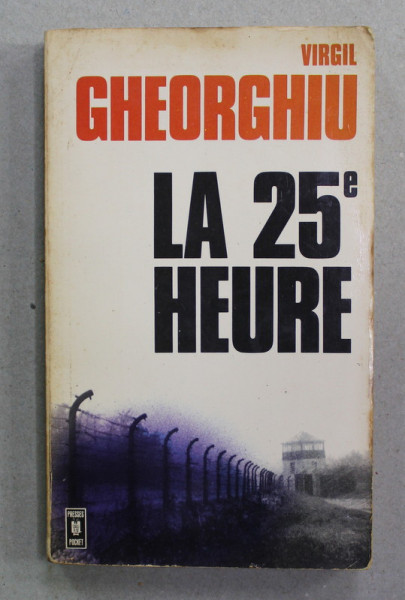 VIRGIL
GHEORGHIU
LA 25e
HEURE
PRESSES
POCKET